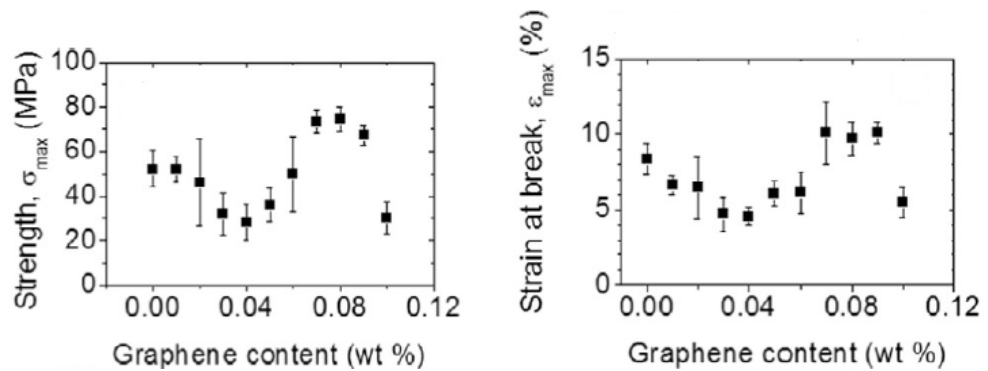 Strength, σmax (MPa)
100
80
60
40
20
0
0.00 0.04 0.08 0.12
Graphene content (wt %)
Strain at break, εmax (%)
15
10
5
0
0.00 0.04 0.08 0.12
Graphene content (wt %)